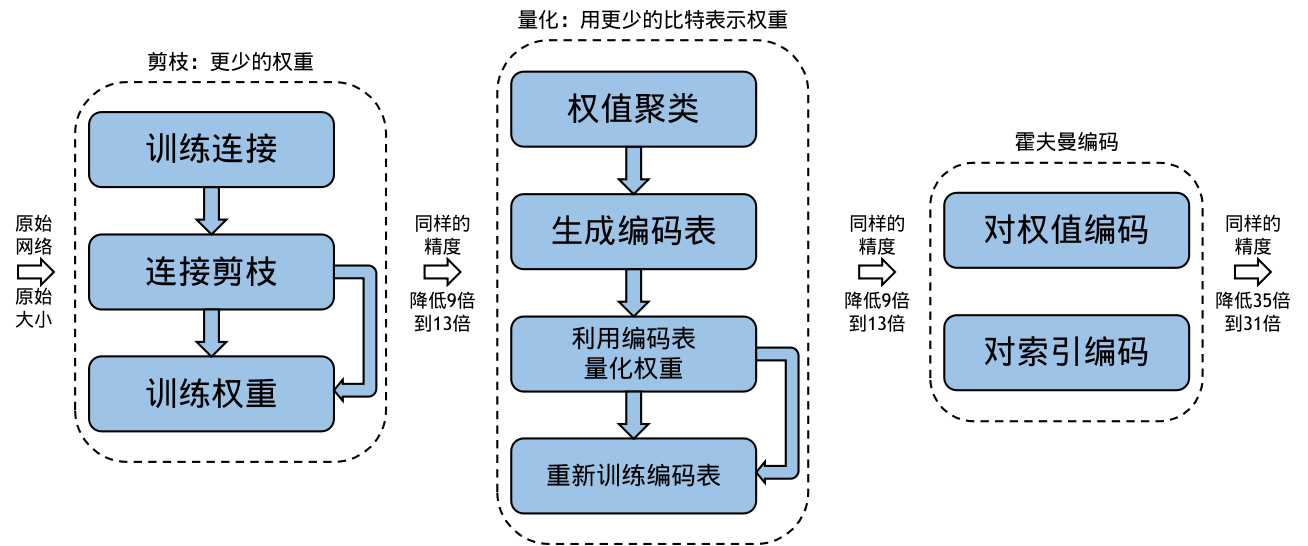 原始
网络
原始
大小
剪枝：更少的权重
训练连接
连接剪枝
训练权重
同样的
精度
降低9倍
到13倍
量化：用更少的比特表示权重
权值聚类
生成编码表
利用编码表
量化权重
重新训练编码表
同样的
精度
降低9倍
到13倍
霍夫曼编码
对权值编码
对索引编码
同样的
精度
降低35倍
到31倍